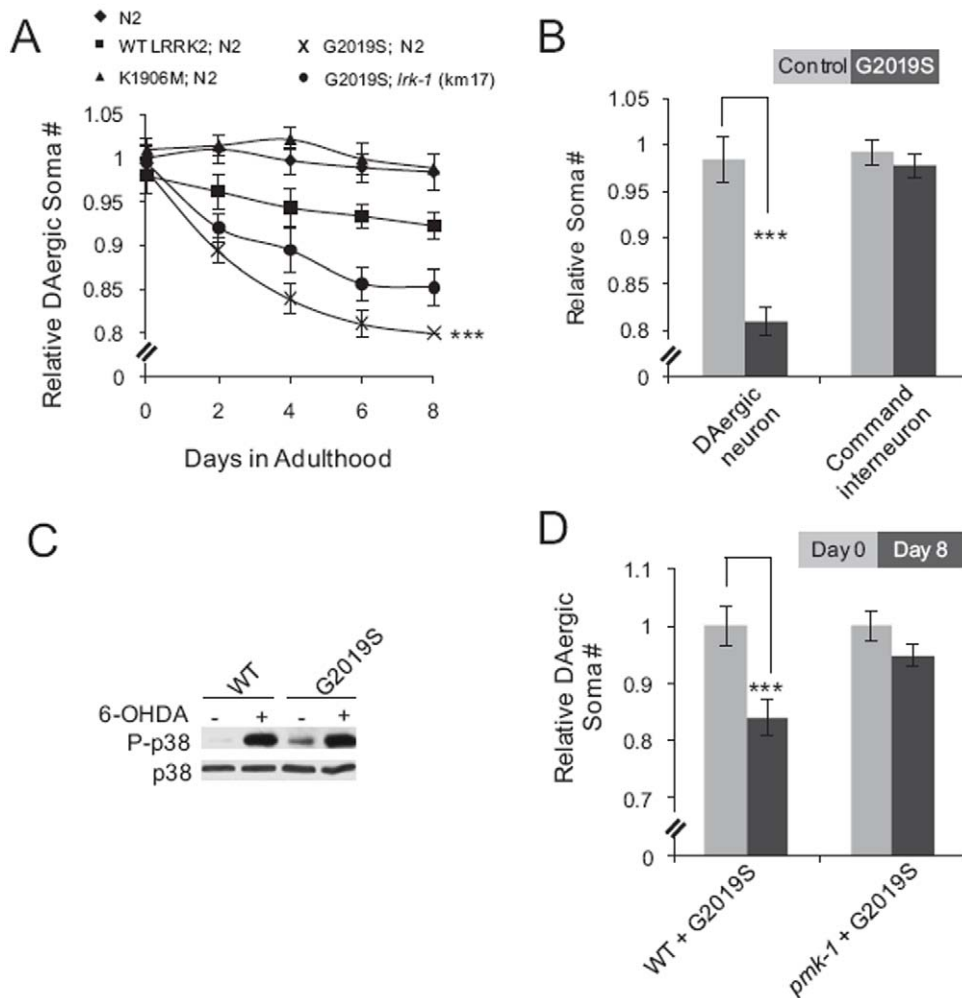 A
N2
WT LRRK2; N2
K1906M; N2
G2019S; N2
G2019S; lrk-1 (km17)
Relative DAergic Soma #
1.05
1
0.95
0.9
0.85
0.8
0
***
0 2 4 6 8
Days in Adulthood
B
Control G2019S
Relative Soma #
1.05
1
0.95
0.9
0.85
0.8
0
***
DAergic
neuron
Command
interneuron
C
WT G2019S
6-OHDA - + - +
P-p38
p38
D
Day 0 Day 8
Relative DAergic
Soma #
1.1
1
0.9
0.8
0.7
0
***
WT + G2019S
pmk-1 + G2019S